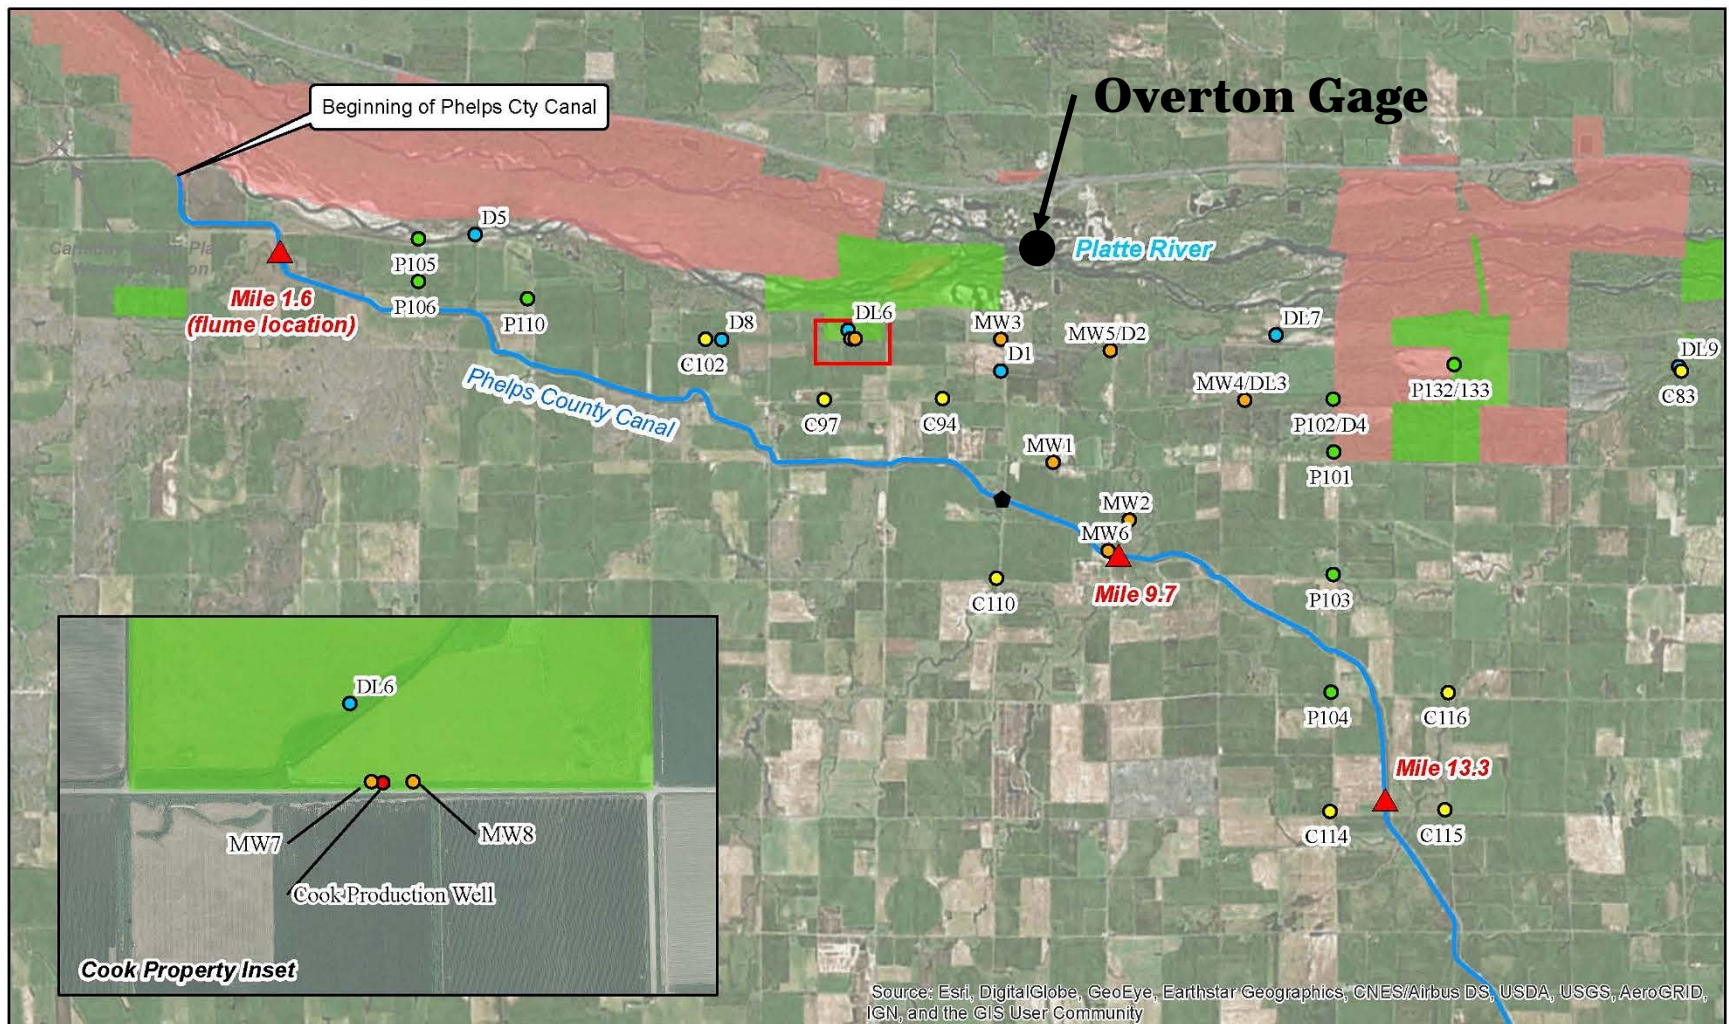 Overton Gage
Beginning of Phelps Cty Canal
D5
P105
Platte River
Mile 1.6
(flume location)
P106
P110
D8
DL6
MW3
MW5/D2
DL7
DL9
C102
D1
Phelps County Canal
MW4/DL3
P132/133
C83
C97
C94
P102/D4
MW1
P101
MW2
MW6
Mile 9.7
C110
P103
DL6
P104
C116
Mile 13.3
MW7
MW8
C114
C115
Cook Production Well
Cook Property Inset
Source: Esri, DigitalGlobe, GeoEye, Earthstar Geographics, CNES/Airbus DS, USDA, USGS, AeroGRID,
IGN, and the GIS User Community